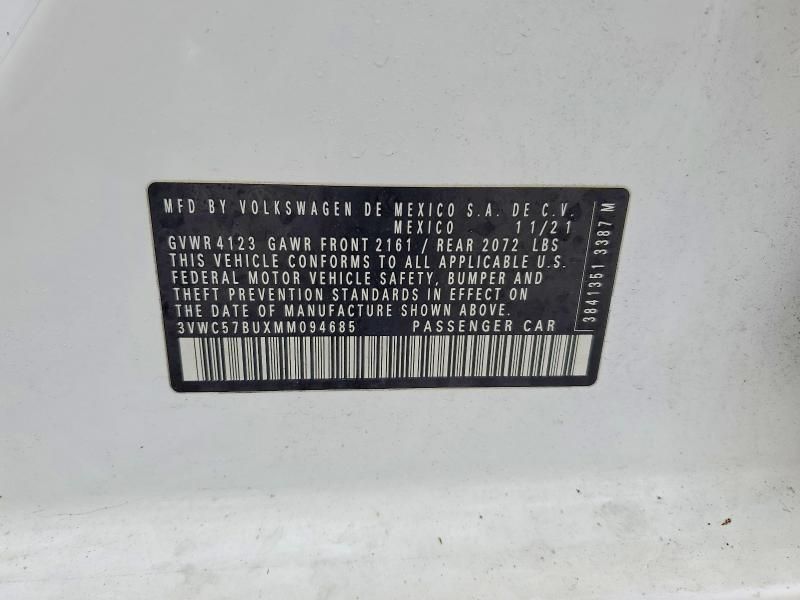 MFD BY VOLKSWAGEN DE MEXICO S.A. DE C.V.
MEXICO 11/21
GVWR 4123 GAWR FRONT 2161 / REAR 2072 LBS
THIS VEHICLE CONFORMS TO ALL APPLICABLE U.S.
FEDERAL MOTOR VEHICLE SAFETY, BUMPER AND
THEFT PREVENTION STANDARDS IN EFFECT ON
THE DATE OF MANUFACTURE SHOWN ABOVE.
3VWC57BUXMM094685 PASSENGER CAR
3841351 3387 M